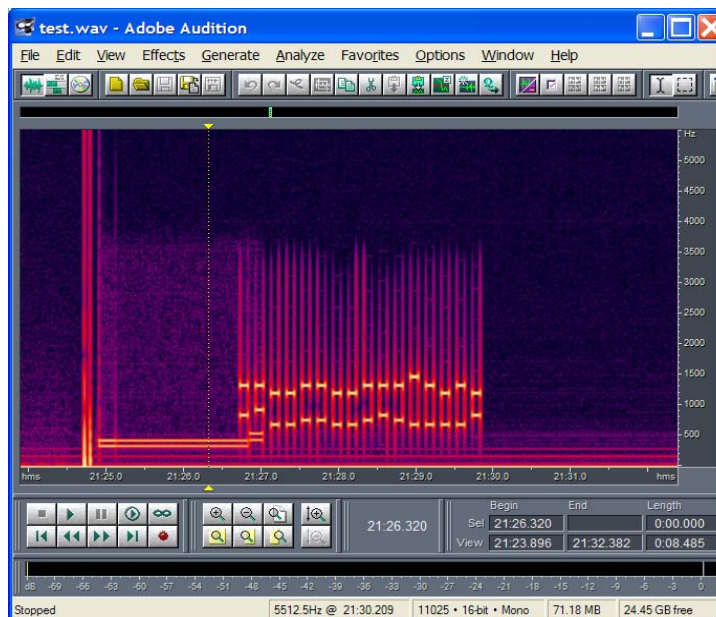 test.wav - Adobe Audition
File Edit View Effects Generate Analyze Favorites Options Window Help
Hz
5000
4500
4000
3500
3000
2500
2000
1500
1000
500
hms 21:25.0 21:26.0 21:27.0 21:28.0 21:29.0 21:30.0 21:31.0 hms
Begin End Length
21:26.320 Sel 21:26.320 0:00.000
View 21:23.896 21:32.382 0:08.485
dB -69 -66 -63 -60 -57 -54 -51 -48 -45 -42 -39 -36 -33 -30 -27 -24 -21 -18 -15 -12 -9 -6 -3 0
Stopped 5512.5Hz @ 21:30.209 11025 • 16-bit • Mono 71.18 MB 24.45 GB free